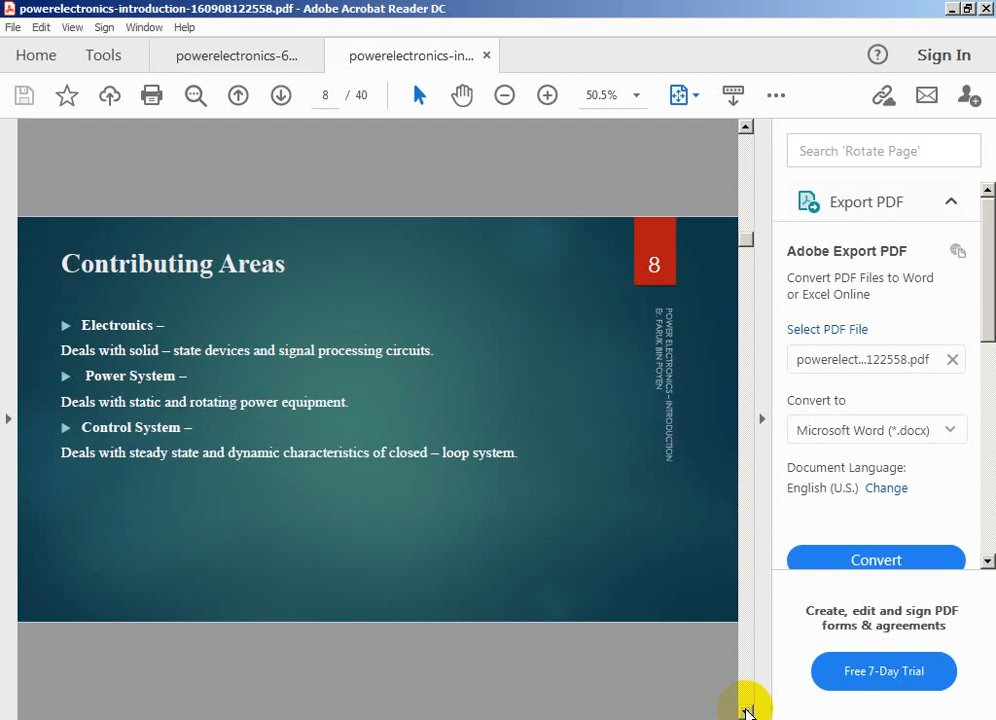 powerelectronics-introduction-160908122558.pdf - Adobe Acrobat Reader DC
File Edit View Sign Window Help
Home Tools powerelectronics-6... powerelectronics-in... Sign In
8 / 40 50.5%
Search 'Rotate Page'
Export PDF
Adobe Export PDF
Convert PDF Files to Word
or Excel Online
Select PDF File
powerelect...122558.pdf
Convert to
Microsoft Word (*.docx)
Document Language:
English (U.S.) Change
Convert
Create, edit and sign PDF
forms & agreements
Free 7-Day Trial
Contributing Areas
8
Electronics –
Deals with solid – state devices and signal processing circuits.
Power System –
Deals with static and rotating power equipment.
Control System –
Deals with steady state and dynamic characteristics of closed – loop system.
POWER ELECTRONICS – INTRODUCTION
Er. FARUK BIN POYEN